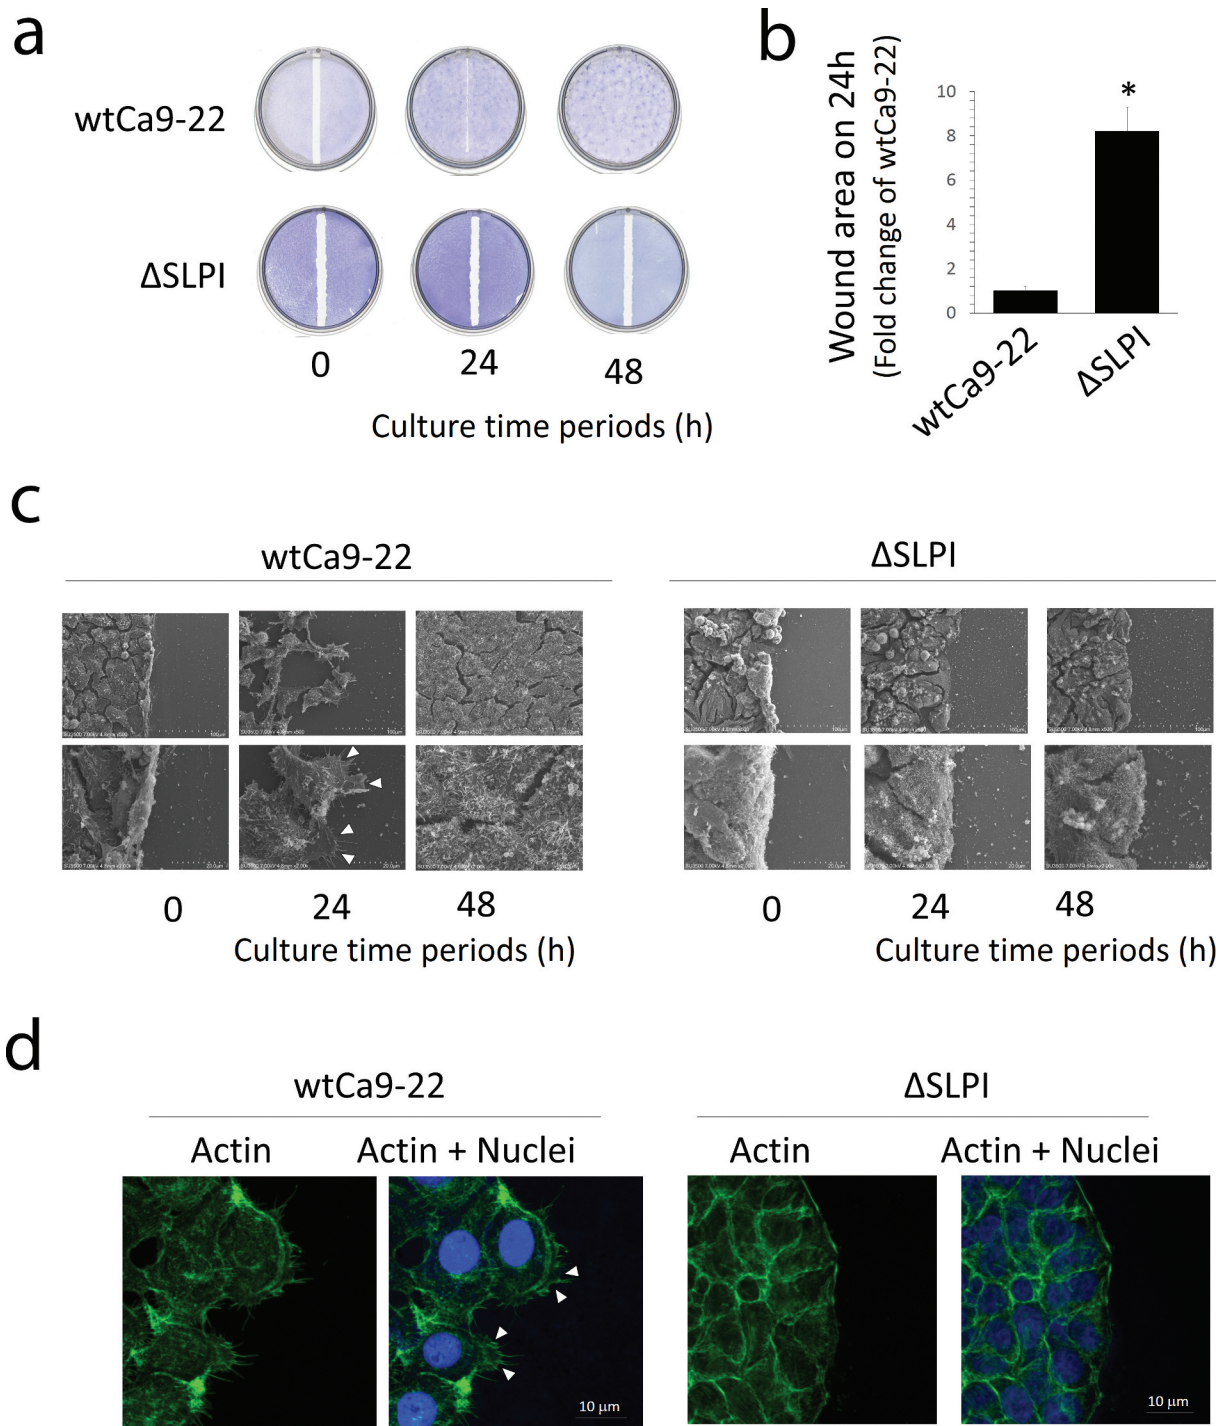 a
wtCa9-22
ΔSLPI
0 24 48
Culture time periods (h)
b
Wound area on 24h
(Fold change of wtCa9-22)
10
8
6
4
2
0
*
wtCa9-22
ΔSLPI
c
wtCa9-22
ΔSLPI
0 24 48
Culture time periods (h)
0 24 48
Culture time periods (h)
d
wtCa9-22
ΔSLPI
Actin
Actin + Nuclei
Actin
Actin + Nuclei
10 µm
10 µm